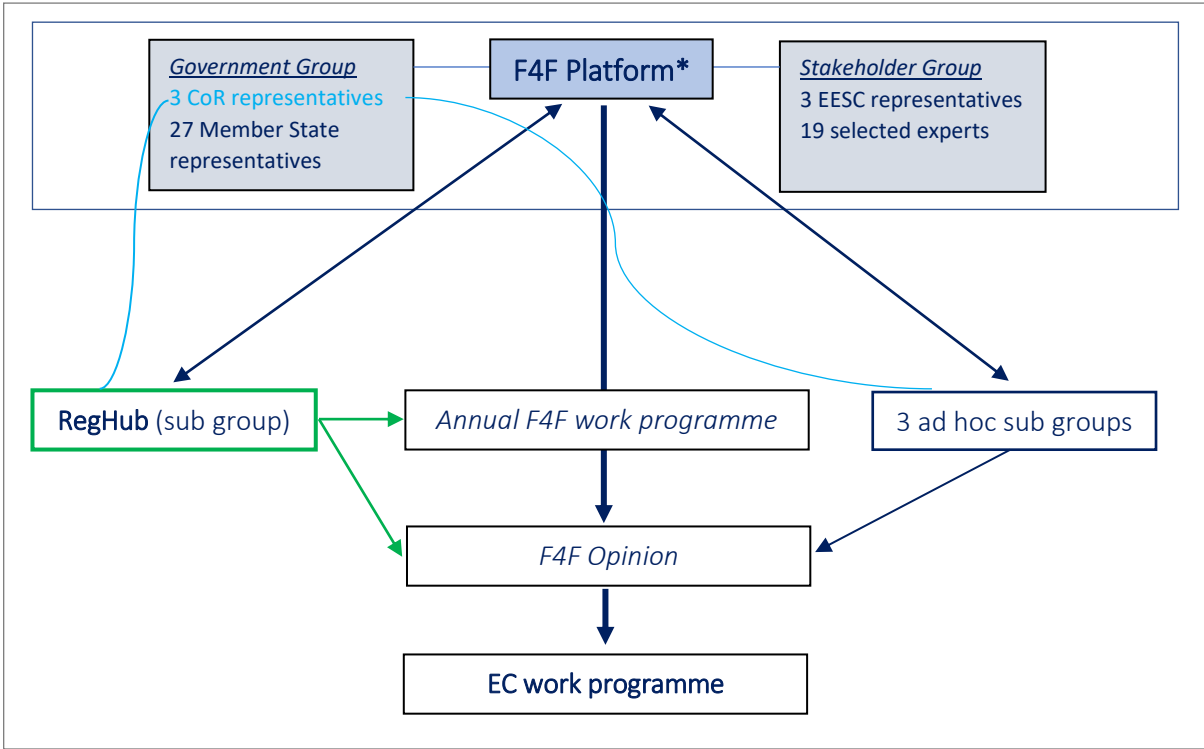 Government Group
3 CoR representatives
27 Member State
representatives
F4F Platform*
Stakeholder Group
3 EESC representatives
19 selected experts
RegHub (sub group)
Annual F4F work programme
3 ad hoc sub groups
F4F Opinion
EC work programme